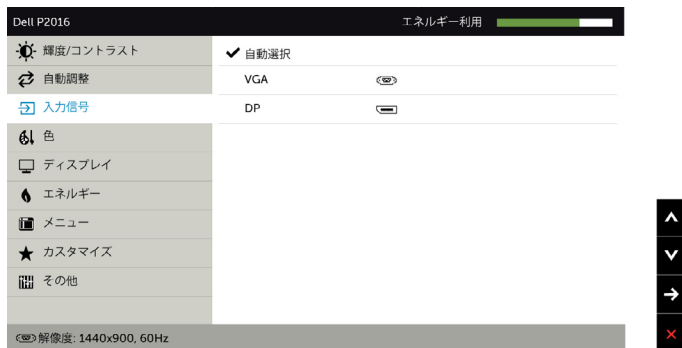 Dell P2016 エネルギー利用
輝度/コントラスト
自動調整
入力信号
色
ディスプレイ
エネルギー
メニュー
カスタマイズ
その他
自動選択
VGA
DP
解像度: 1440x900, 60Hz